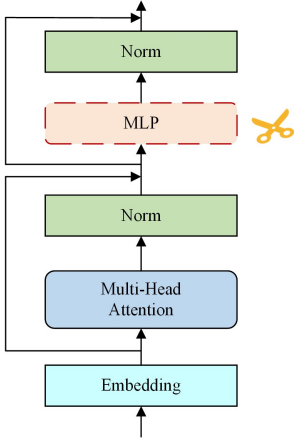 Norm
MLP
Norm
Multi-Head
Attention
Embedding